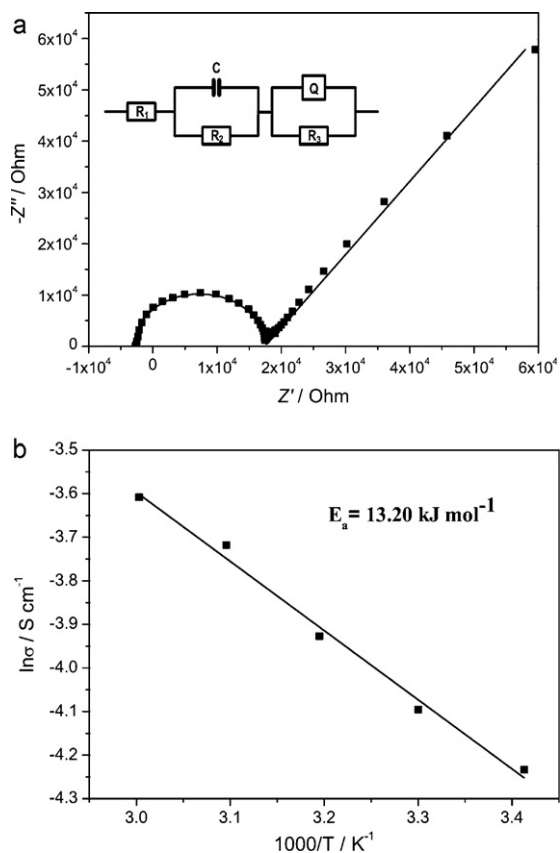 a
6x10⁴
5x10⁴
4x10⁴
3x10⁴
2x10⁴
1x10⁴
0
-Z'' / Ohm
C
Q
R₁
R₂
R₃
-1x10⁴ 0 1x10⁴ 2x10⁴ 3x10⁴ 4x10⁴ 5x10⁴ 6x10⁴
Z' / Ohm
b
-3.5
-3.6
-3.7
-3.8
-3.9
-4.0
-4.1
-4.2
-4.3
lnσ / S cm⁻¹
Eₐ= 13.20 kJ mol⁻¹
3.0 3.1 3.2 3.3 3.4
1000/T / K⁻¹